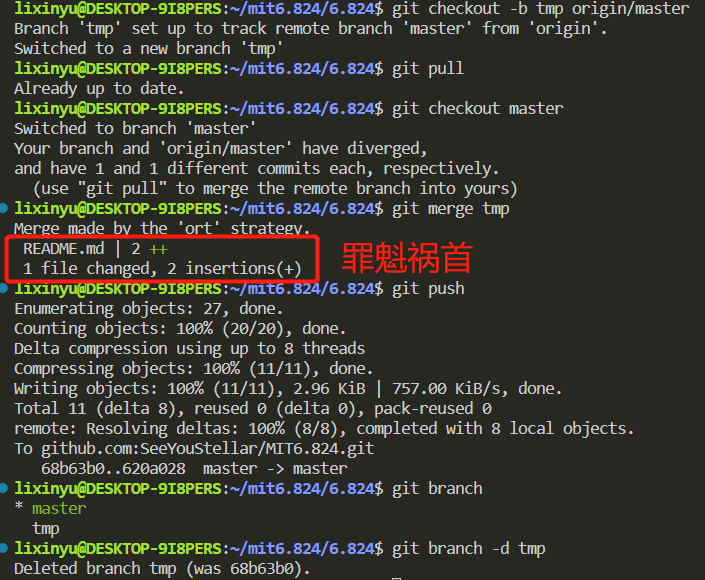 lixinyu@DESKTOP-9I8PERS:~/mit6.824/6.824$ git checkout -b tmp origin/master
Branch 'tmp' set up to track remote branch 'master' from 'origin'.
Switched to a new branch 'tmp'
lixinyu@DESKTOP-9I8PERS:~/mit6.824/6.824$ git pull
Already up to date.
lixinyu@DESKTOP-9I8PERS:~/mit6.824/6.824$ git checkout master
Switched to branch 'master'
Your branch and 'origin/master' have diverged,
and have 1 and 1 different commits each, respectively.
  (use "git pull" to merge the remote branch into yours)
lixinyu@DESKTOP-9I8PERS:~/mit6.824/6.824$ git merge tmp
Merge made by the 'ort' strategy.
 README.md | 2 ++
 1 file changed, 2 insertions(+)
罪魁祸首
lixinyu@DESKTOP-9I8PERS:~/mit6.824/6.824$ git push
Enumerating objects: 27, done.
Counting objects: 100% (20/20), done.
Delta compression using up to 8 threads
Compressing objects: 100% (11/11), done.
Writing objects: 100% (11/11), 2.96 KiB | 757.00 KiB/s, done.
Total 11 (delta 8), reused 0 (delta 0), pack-reused 0
remote: Resolving deltas: 100% (8/8), completed with 8 local objects.
To github.com:SeeYouStellar/MIT6.824.git
   68b63b0..620a028  master -> master
lixinyu@DESKTOP-9I8PERS:~/mit6.824/6.824$ git branch
* master
  tmp
lixinyu@DESKTOP-9I8PERS:~/mit6.824/6.824$ git branch -d tmp
Deleted branch tmp (was 68b63b0).